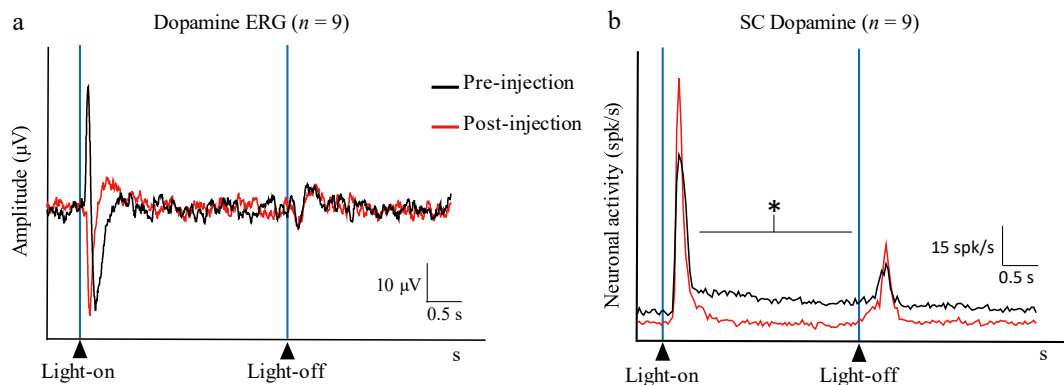 a
Dopamine ERG (n = 9)
Amplitude (μV)
Pre-injection
Post-injection
10 μV
0.5 s
s
Light-on
Light-off
b
SC Dopamine (n = 9)
Neuronal activity (spk/s)
*
15 spk/s
0.5 s
s
Light-on
Light-off